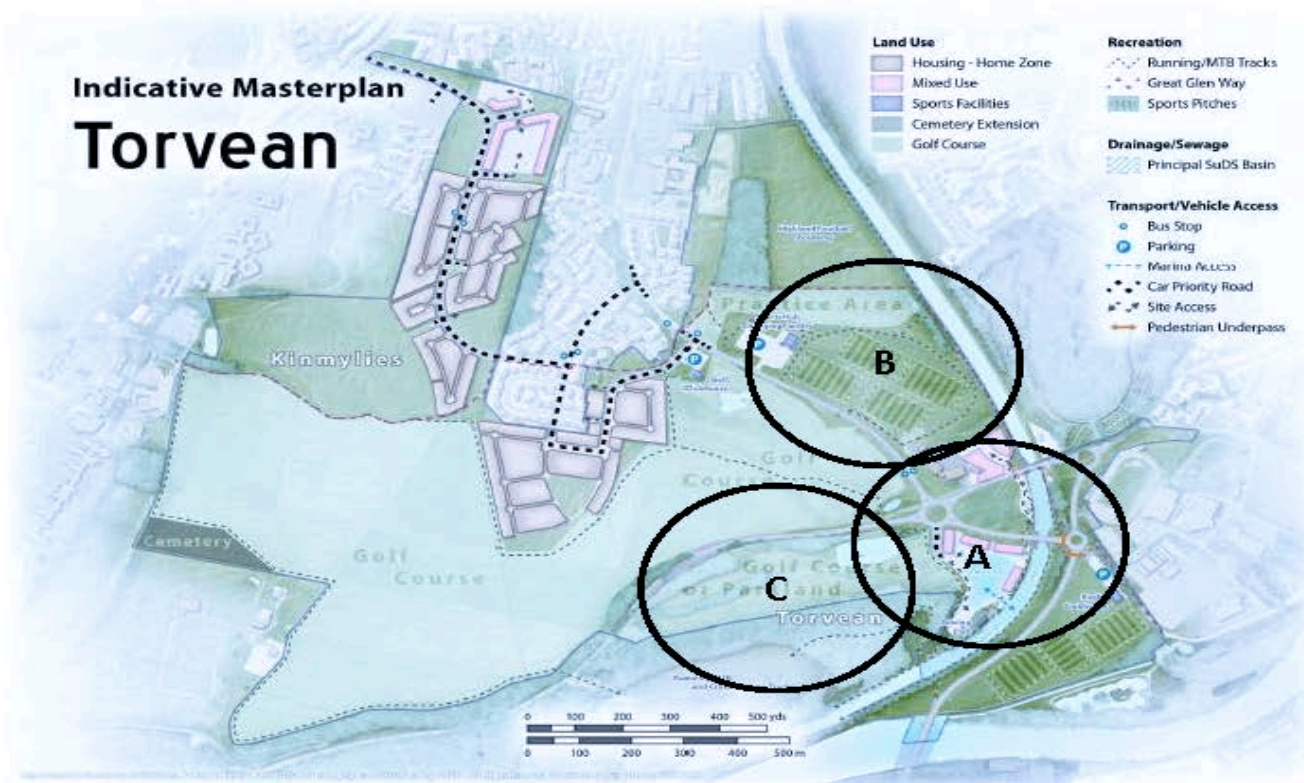 Indicative Masterplan
Torvean
Land Use
Housing - Home Zone
Mixed Use
Sports Facilities
Cemetery Extension
Golf Course
Recreation
Running/MTB Tracks
Great Glen Way
Sports Pitches
Drainage/Sewage
Principal SuDS Basin
Transport/Vehicle Access
Bus Stop
P
Parking
Marina Access
Car Priority Road
Site Access
Pedestrian Underpass
Practice Area
P
B
Kinmylies
P
Golf
Course
Cemetery
Golf
Course
Golf Course
or Parkland
C
A
P
Torvean
0 100 200 300 400 500 yds
0 100 200 300 400 500 m